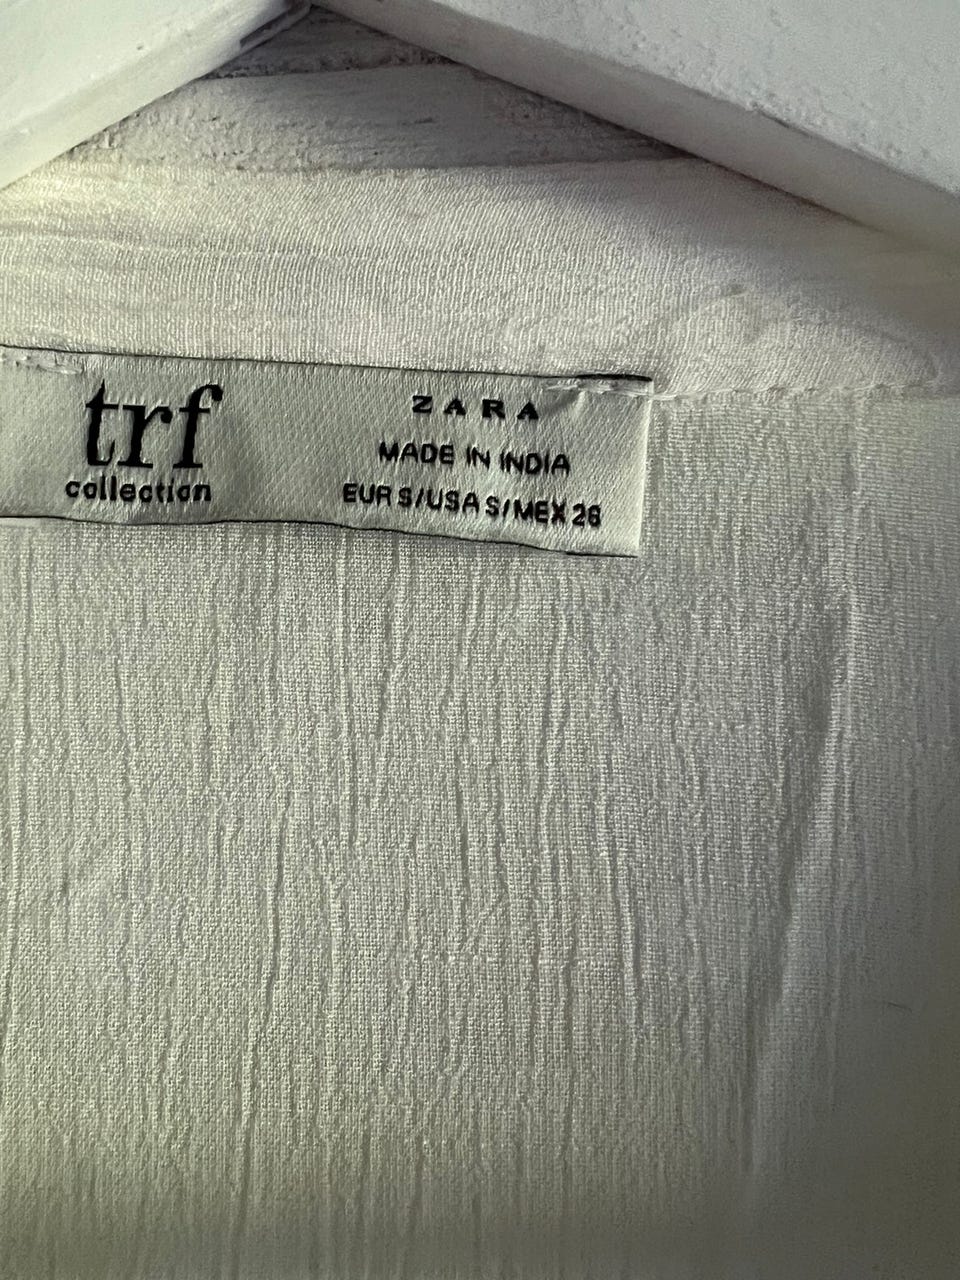 trf
collection
ZARA
MADE IN INDIA
EUR S/USA S/MEX 26